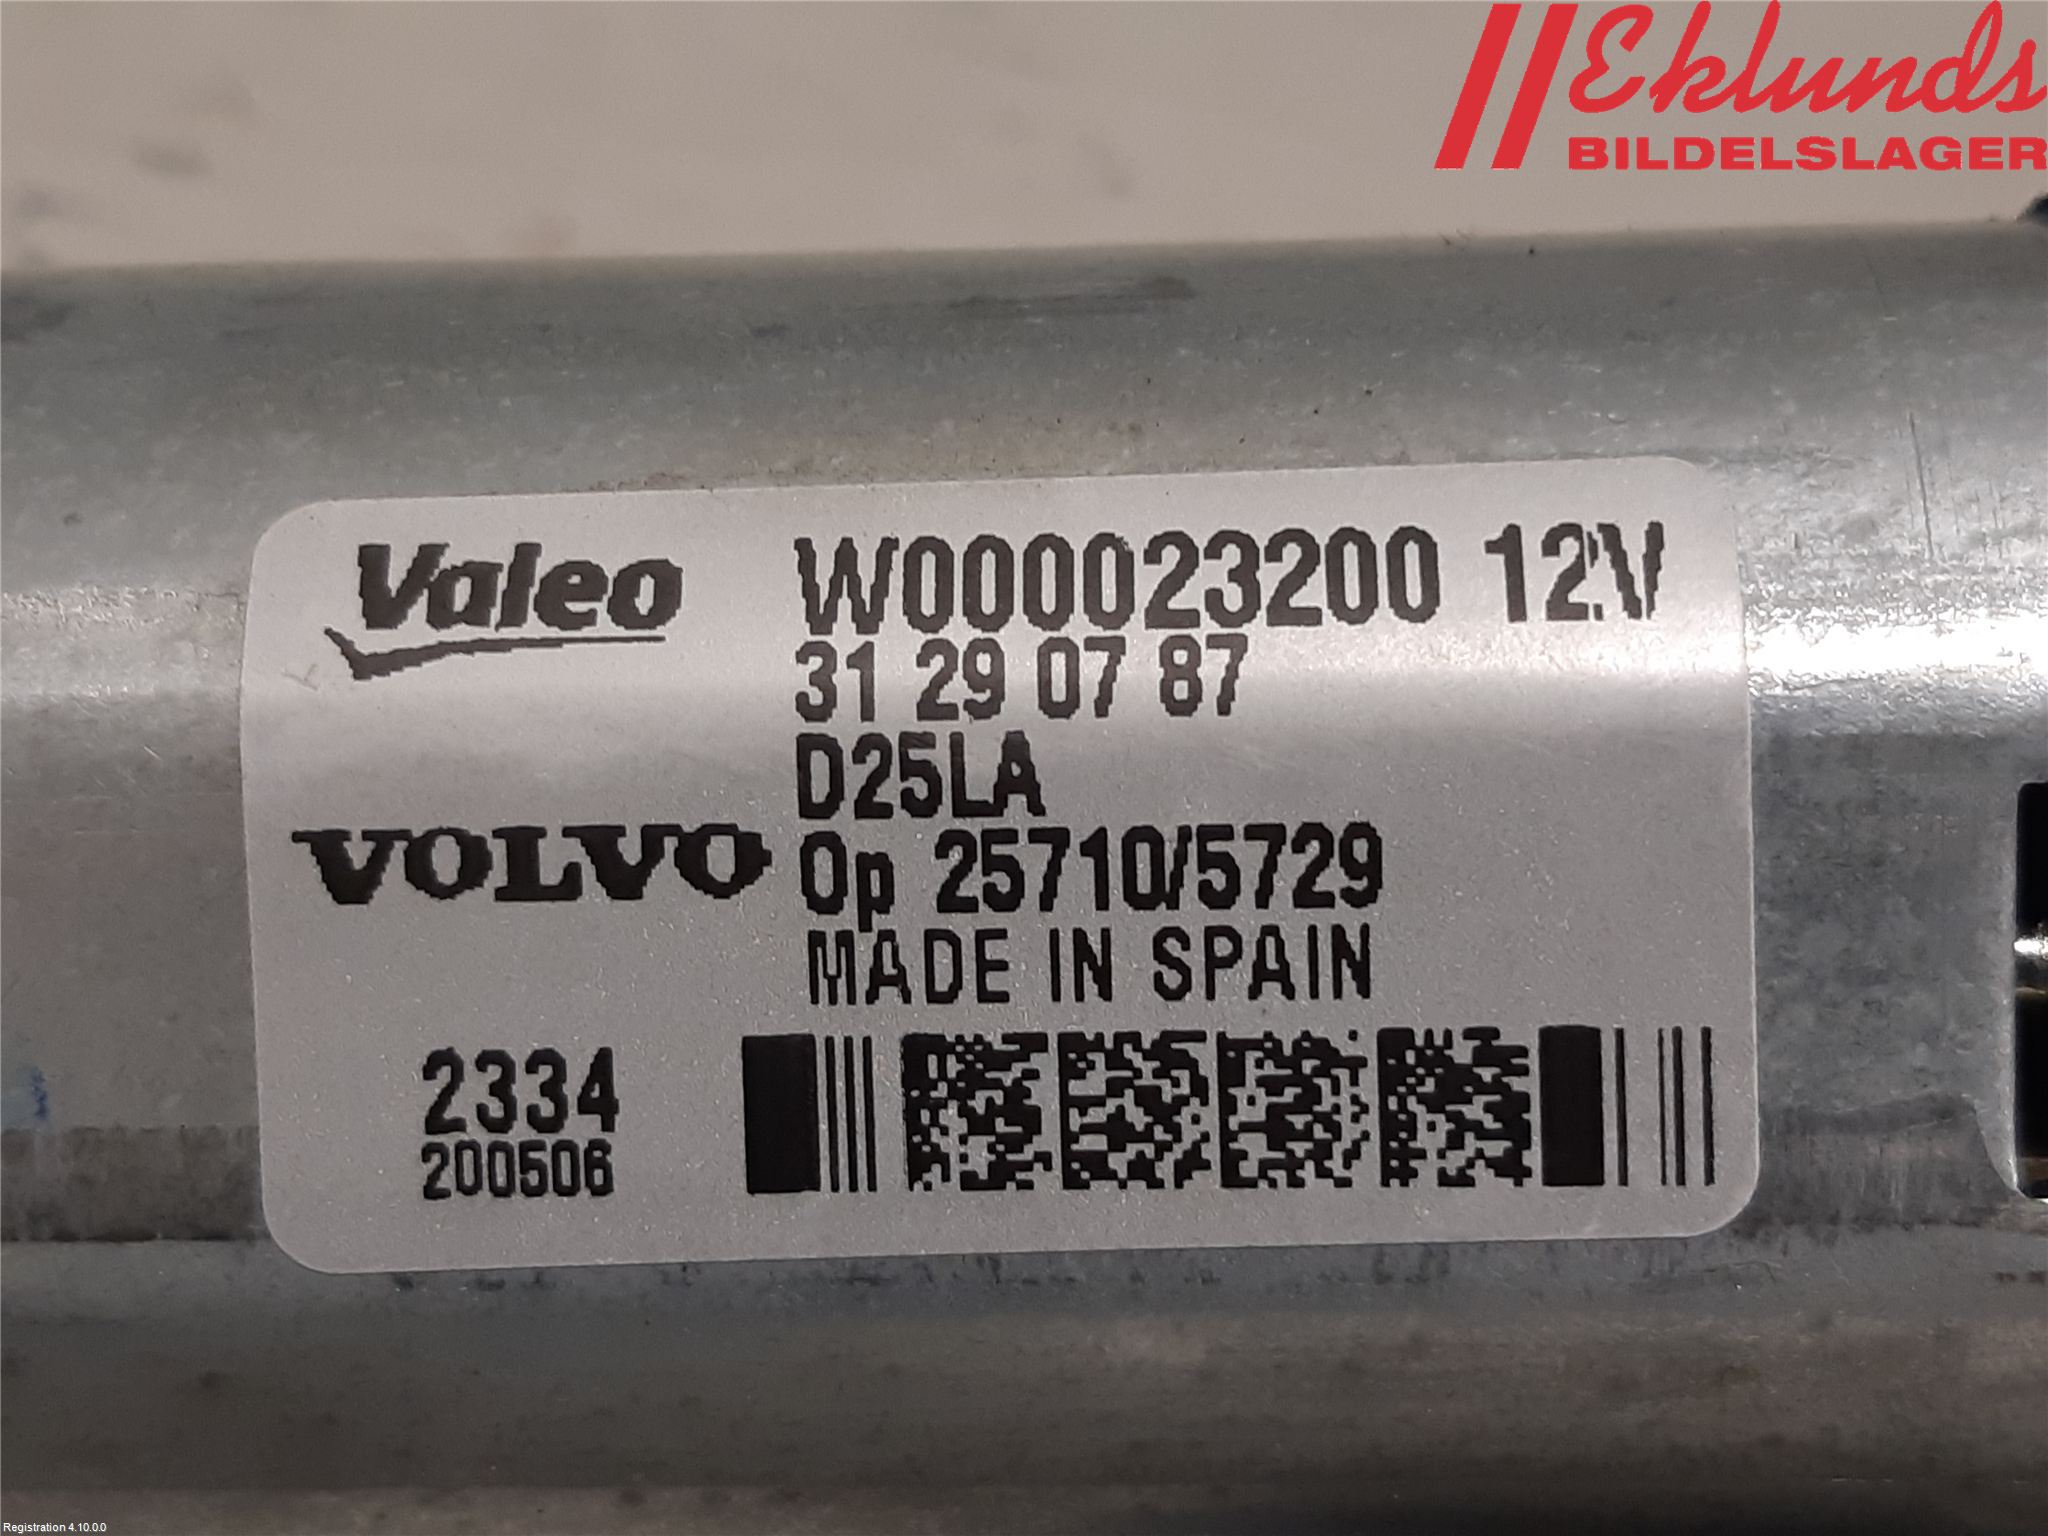 Eklunds
BILDELSLAGER
Valeo
W000023200 12V
31 29 07 87
D25LA
VOLVO
Op 25710/5729
MADE IN SPAIN
2334
200506
Registration 4.10.0.0